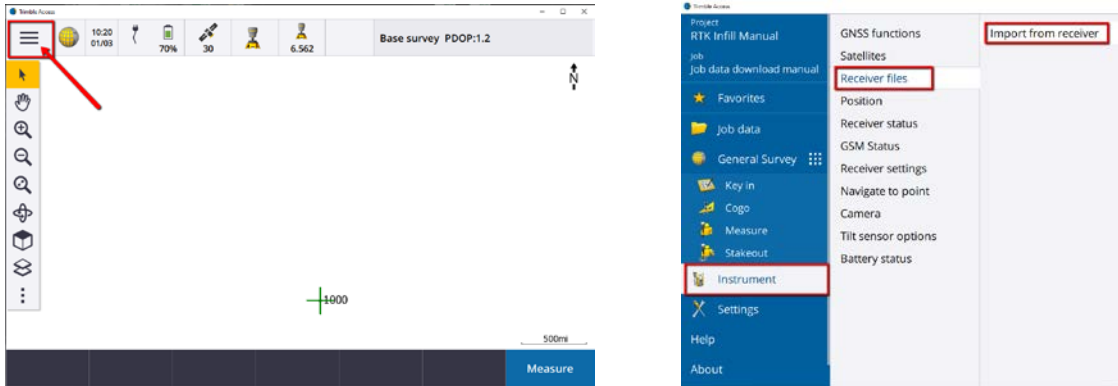 Trimble Access
10:20
01/03
70%
30
6.562
Base survey PDOP:1.2
N
1000
500mi
Measure
Trimble Access
Project
RTK Infill Manual
Job
Job data download manual
Favorites
Job data
General Survey
Key in
Cogo
Measure
Stakeout
Instrument
Settings
Help
About
GNSS functions
Satellites
Receiver files
Position
Receiver status
GSM Status
Receiver settings
Navigate to point
Camera
Tilt sensor options
Battery status
Import from receiver